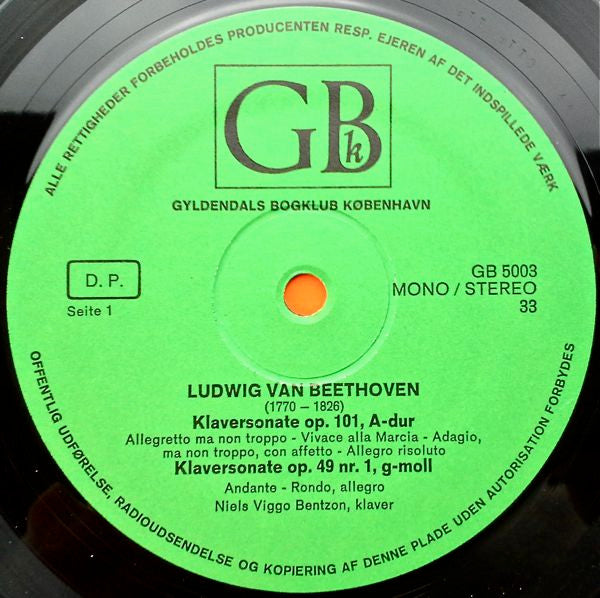 ALLE RETTIGHEDER FORBEHOLDES PRODUCENTEN RESP. EJEREN AF DET INDSPILLEDE VÆRK
GBk
GYLDENDALS BOGKLUB KØBENHAVN
D. P.
Seite 1
GB 5003
MONO / STEREO
33
LUDWIG VAN BEETHOVEN
(1770 – 1826)
Klaversonate op. 101, A-dur
Allegretto ma non troppo - Vivace alla Marcia - Adagio,
ma non troppo, con affetto - Allegro risoluto
Klaversonate op. 49 nr. 1, g-moll
Andante - Rondo, allegro
Niels Viggo Bentzon, klaver
OFFENTLIG UDFØRELSE, RADIOUDSENDELSE OG KOPIERING AF DENNE PLADE UDEN AUTORISATION FORBYDES